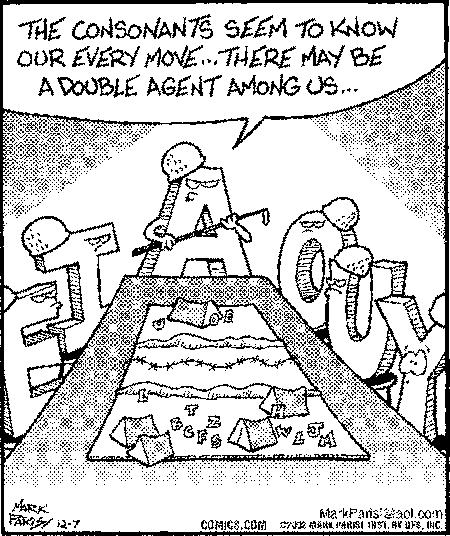 THE CONSONANTS SEEM TO KNOW
OUR EVERY MOVE...THERE MAY BE
A DOUBLE AGENT AMONG US...
E I A O U Y
MARK
PARISI 12-7
COMICS.COM
MarkParisi@aol.com
MARK PARISI DIST. BY UFS, INC.